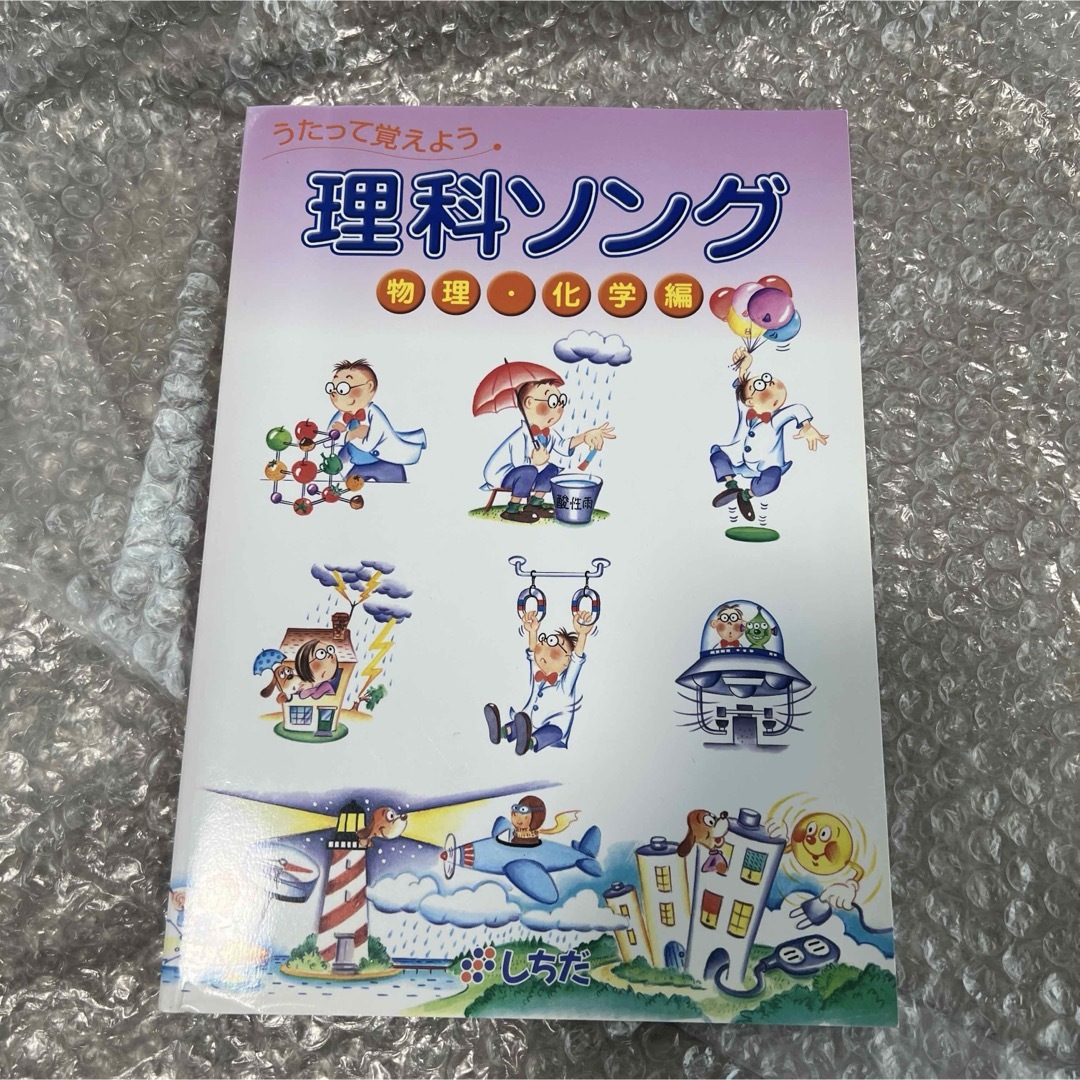 うたって覚えよう
理科ソング
物理・化学編
酸性雨
しちだ